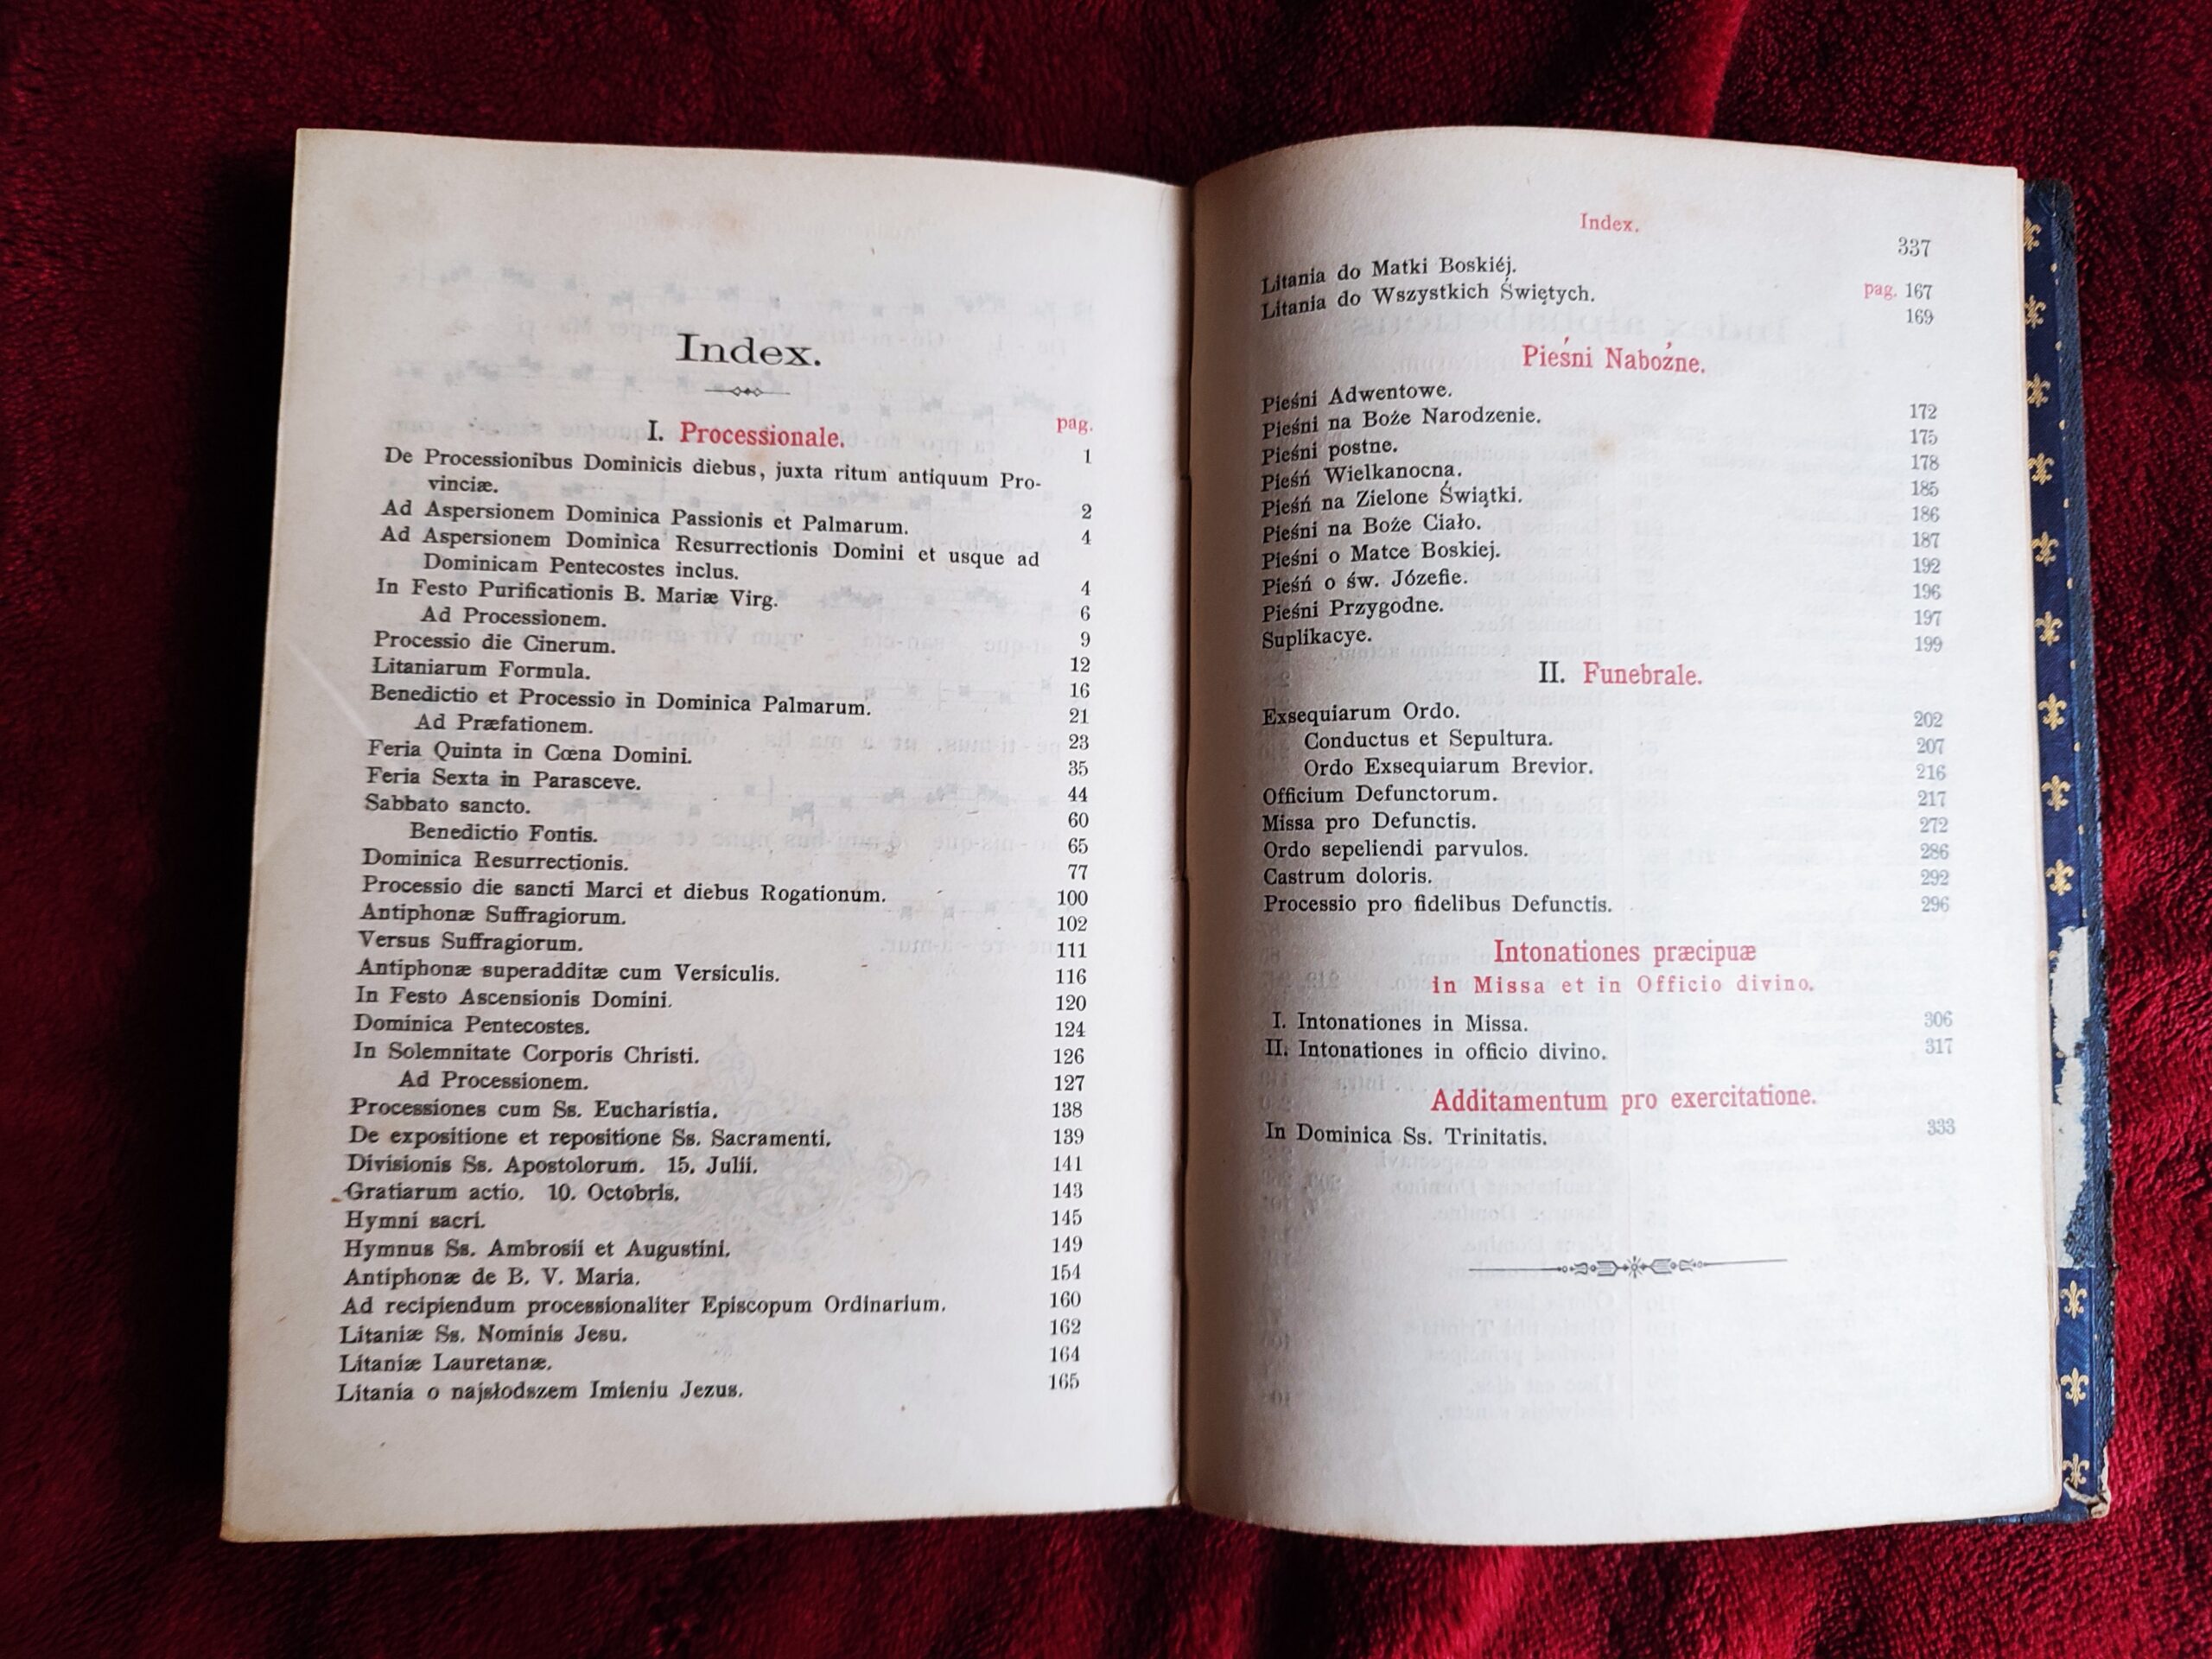 Index.
pag.
I. Processionale. 1
De Processionibus Dominicis diebus, juxta ritum antiquum Pro-
vinciæ. 2
Ad Aspersionem Dominica Passionis et Palmarum. 4
Ad Aspersionem Dominica Resurrectionis Domini et usque ad
Dominicam Pentecostes inclus. 4
In Festo Purificationis B. Mariæ Virg. 6
Ad Processionem. 9
Processio die Cinerum. 12
Litaniarum Formula. 16
Benedictio et Processio in Dominica Palmarum. 21
Ad Præfationem. 23
Feria Quinta in Cœna Domini. 35
Feria Sexta in Parasceve. 44
Sabbato sancto. 60
Benedictio Fontis. 65
Dominica Resurrectionis. 77
Processio die sancti Marci et diebus Rogationum. 100
Antiphonæ Suffragiorum. 102
Versus Suffragiorum. 111
Antiphonæ superadditæ cum Versiculis. 116
In Festo Ascensionis Domini. 120
Dominica Pentecostes. 124
In Solemnitate Corporis Christi. 126
Ad Processionem. 127
Processiones cum Ss. Eucharistia. 138
De expositione et repositione Ss. Sacramenti. 139
Divisionis Ss. Apostolorum. 15. Julii. 141
Gratiarum actio. 10. Octobris. 143
Hymni sacri. 145
Hymnus Ss. Ambrosii et Augustini. 149
Antiphonæ de B. V. Maria. 154
Ad recipiendum processionaliter Episcopum Ordinarium. 160
Litaniæ Ss. Nominis Jesu. 162
Litaniæ Lauretanæ. 164
Litania o najsłodszem Imieniu Jezus. 165
Index. 337
Litania do Matki Boskiéj. pag. 167
Litania do Wszystkich Świętych. 169
Pieśni Nabożne.
Pieśni Adwentowe. 172
Pieśni na Boże Narodzenie. 175
Pieśni postne. 178
Pieśń Wielkanocna. 185
Pieśń na Zielone Świątki. 186
Pieśni na Boże Ciało. 187
Pieśni o Matce Boskiej. 192
Pieśń o św. Józefie. 196
Pieśni Przygodne. 197
Suplikacye. 199
II. Funebrale.
Exsequiarum Ordo. 202
Conductus et Sepultura. 207
Ordo Exsequiarum Brevior. 216
Officium Defunctorum. 217
Missa pro Defunctis. 272
Ordo sepeliendi parvulos. 286
Castrum doloris. 292
Processio pro fidelibus Defunctis. 296
Intonationes præcipuæ
in Missa et in Officio divino.
I. Intonationes in Missa. 306
II. Intonationes in officio divino. 317
Additamentum pro exercitatione.
In Dominica Ss. Trinitatis. 333